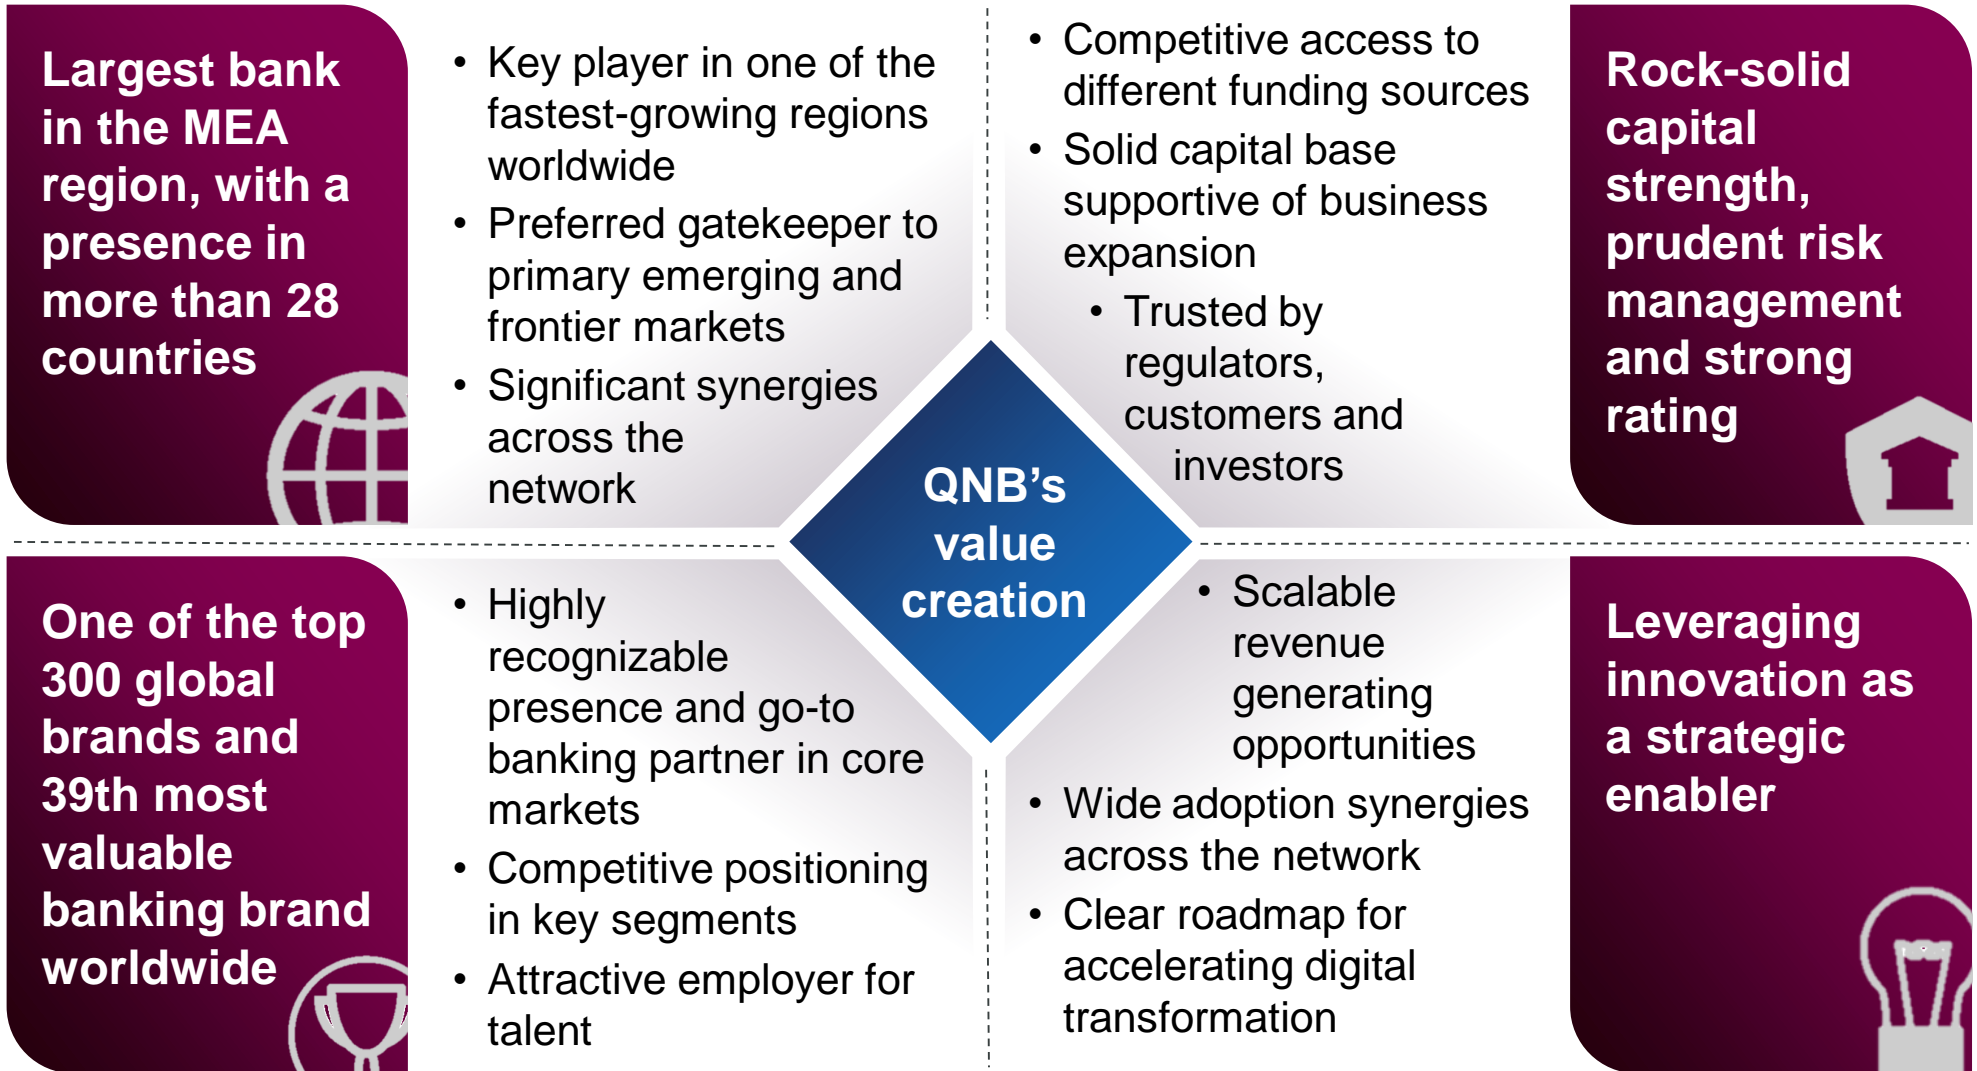 Largest bank
in the MEA
region, with a
presence in
more than 28
countries
• Key player in one of the
fastest-growing regions
worldwide
• Preferred gatekeeper to
primary emerging and
frontier markets
• Significant synergies
across the
network
• Competitive access to
different funding sources
• Solid capital base
supportive of business
expansion
• Trusted by
regulators,
customers and
investors
Rock-solid
capital
strength,
prudent risk
management
and strong
rating
QNB’s
value
creation
One of the top
300 global
brands and
39th most
valuable
banking brand
worldwide
• Highly
recognizable
presence and go-to
banking partner in core
markets
• Competitive positioning
in key segments
• Attractive employer for
talent
• Scalable
revenue
generating
opportunities
• Wide adoption synergies
across the network
• Clear roadmap for
accelerating digital
transformation
Leveraging
innovation as
a strategic
enabler